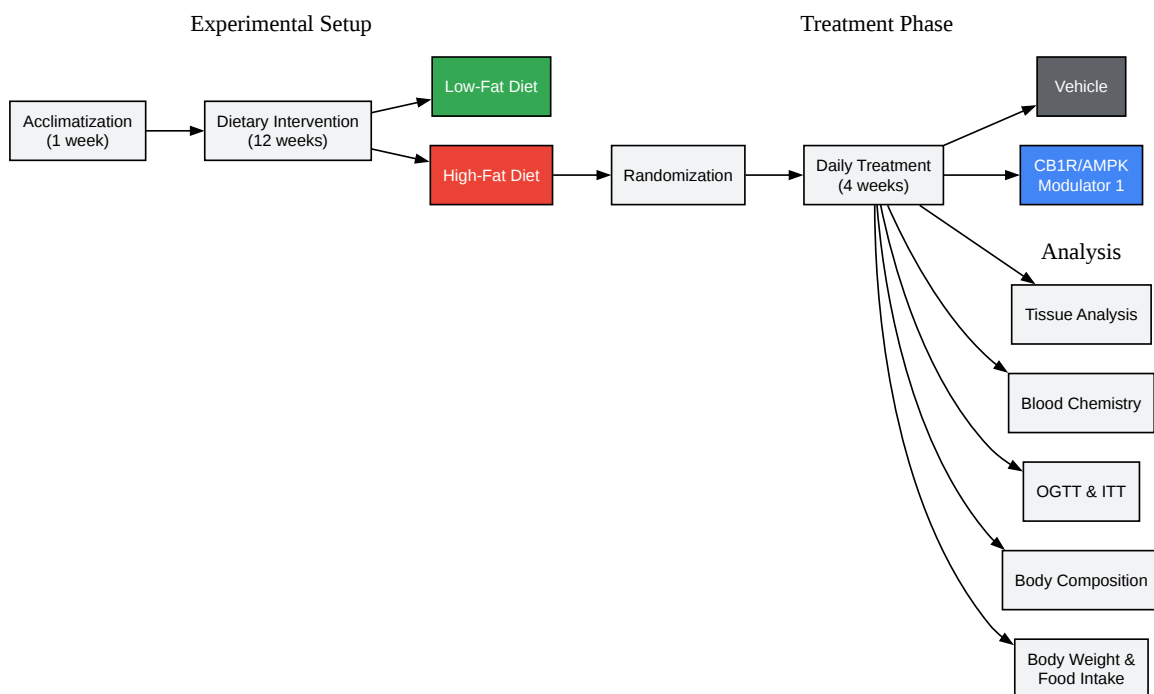 Experimental Setup
Treatment Phase
Acclimatization
(1 week)
Dietary Intervention
(12 weeks)
Low-Fat Diet
High-Fat Diet
Randomization
Daily Treatment
(4 weeks)
Vehicle
CB1R/AMPK
Modulator 1
Analysis
Tissue Analysis
Blood Chemistry
OGTT & ITT
Body Composition
Body Weight &
Food Intake